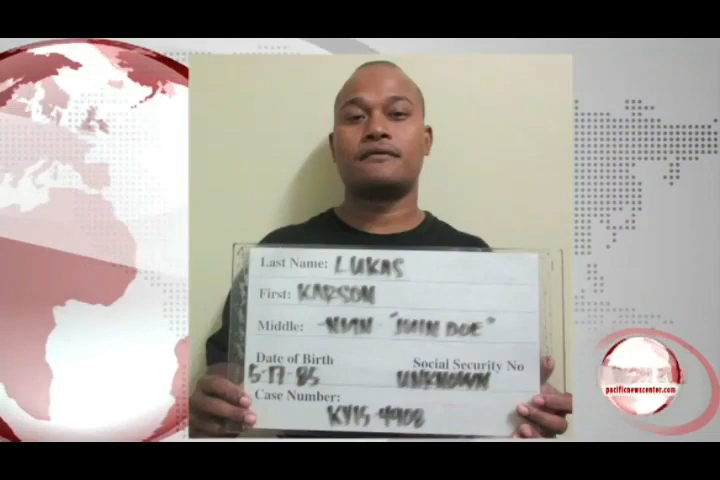 Last Name: LUKAS
First: KARSON
Middle: NMN "JOHN DOE"
Date of Birth Social Security No
5-17-85 UNKNOWN
Case Number:
KY15-4908
pacificnewscenter.com